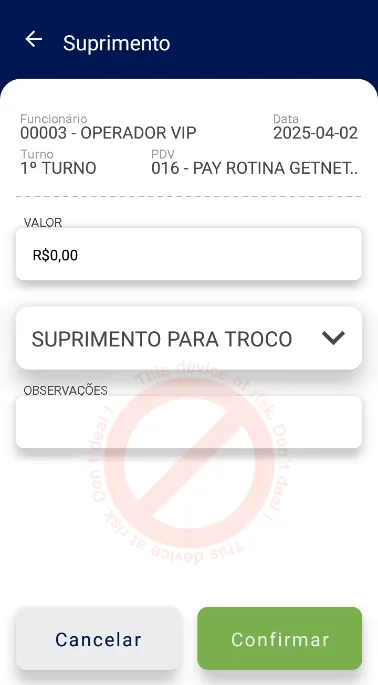 Suprimento
Funcionário
Data
00003 - OPERADOR VIP
2025-04-02
Turno
PDV
1º TURNO
016 - PAY ROTINA GETNET..
VALOR
R$0,00
SUPRIMENTO PARA TROCO
OBSERVAÇÕES
This device at risk. Don't deal !
This device at risk. Don't deal !
Cancelar
Confirmar